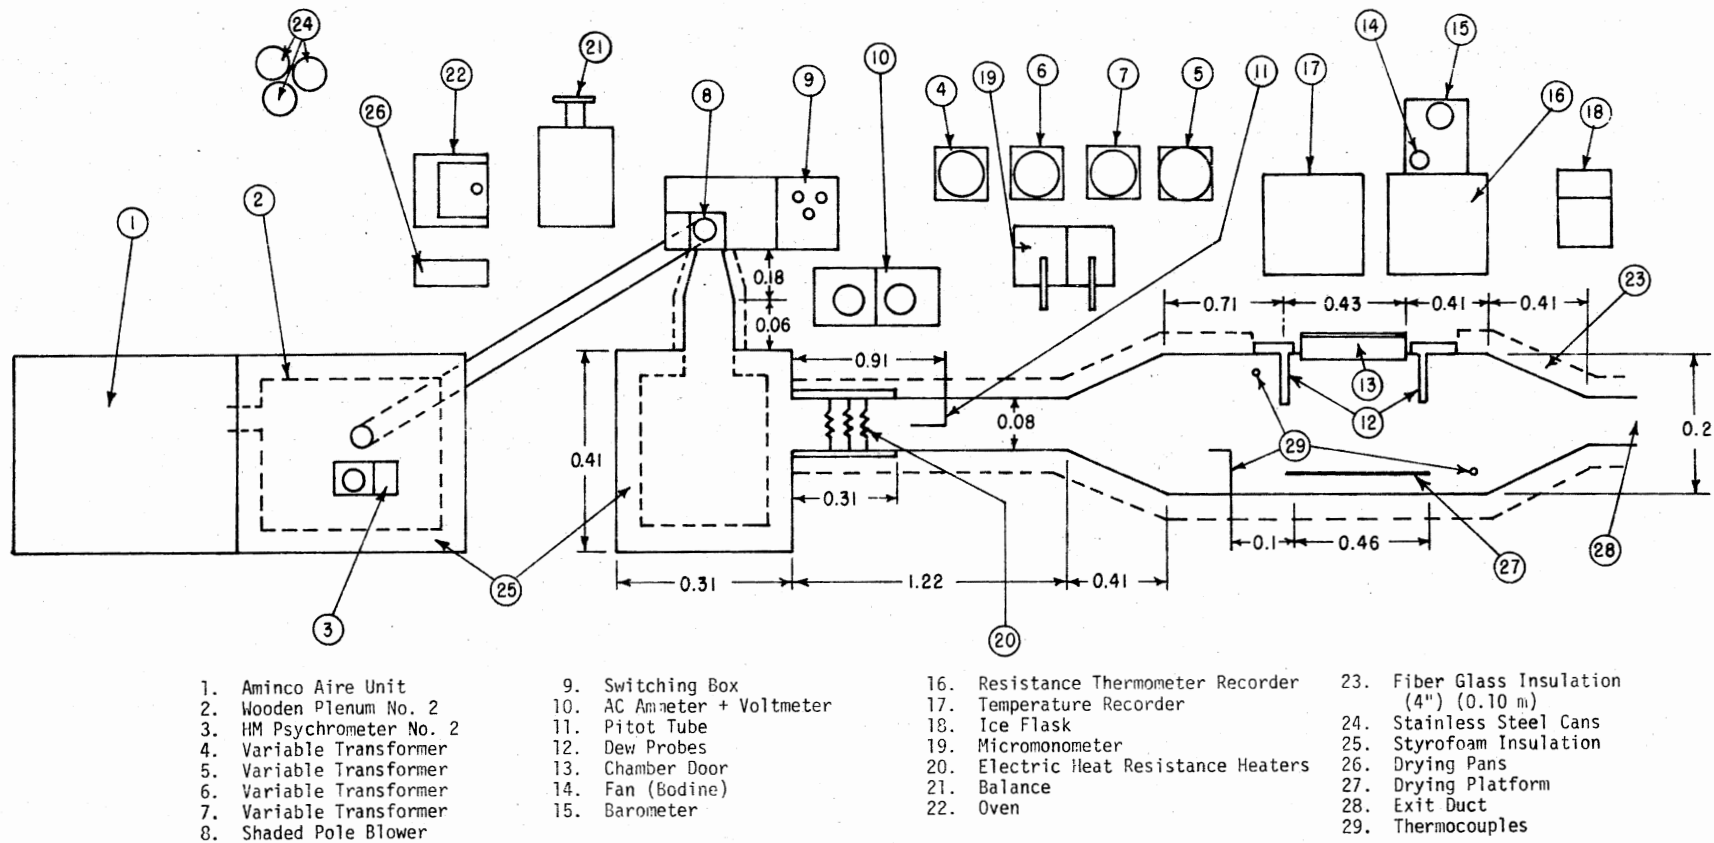 24
21
14
15
22
8
9
10
4
19
6
7
5
11
17
16
18
26
1
2
0.18
0.06
23
0.71
0.43
0.41
0.41
0.91
13
12
0.08
0.2
29
0.41
0.31
0.1
0.46
28
27
25
0.31
1.22
0.41
3
20
1. Aminco Aire Unit
2. Wooden Plenum No. 2
3. HM Psychrometer No. 2
4. Variable Transformer
5. Variable Transformer
6. Variable Transformer
7. Variable Transformer
8. Shaded Pole Blower
9. Switching Box
10. AC Ammeter + Voltmeter
11. Pitot Tube
12. Dew Probes
13. Chamber Door
14. Fan (Bodine)
15. Barometer
16. Resistance Thermometer Recorder
17. Temperature Recorder
18. Ice Flask
19. Micromonometer
20. Electric Heat Resistance Heaters
21. Balance
22. Oven
23. Fiber Glass Insulation
(4") (0.10 m)
24. Stainless Steel Cans
25. Styrofoam Insulation
26. Drying Pans
27. Drying Platform
28. Exit Duct
29. Thermocouples